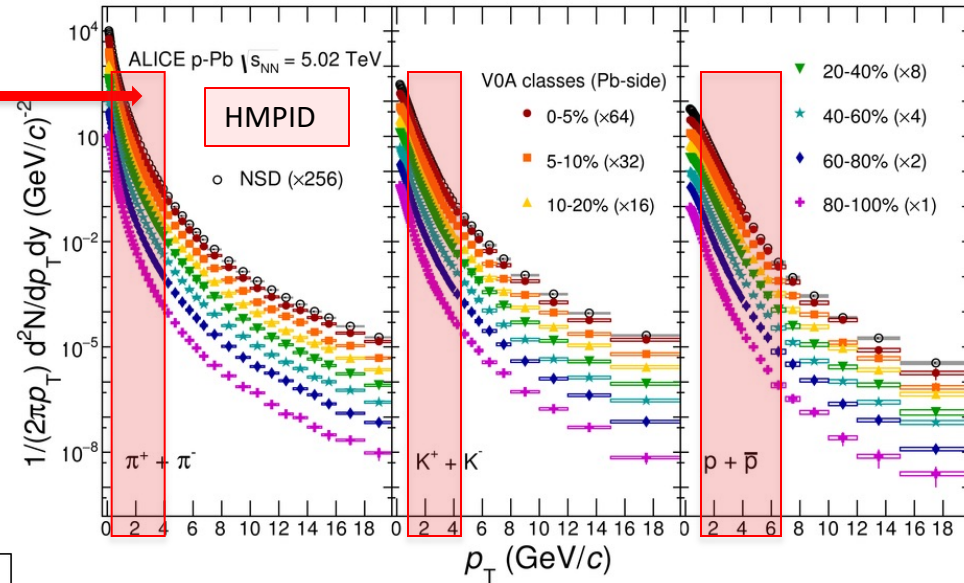 ALICE p-Pb √s_NN = 5.02 TeV
HMPID
NSD (×256)
V0A classes (Pb-side)
0-5% (×64)
5-10% (×32)
10-20% (×16)
20-40% (×8)
40-60% (×4)
60-80% (×2)
80-100% (×1)
1/(2πp_T) d²N/dp_Tdy (GeV/c)⁻²
10⁴
10
10⁻²
10⁻⁵
10⁻⁸
π⁺ + π⁻
K⁺ + K⁻
p + p̅
0 2 4 6 8 10 12 14 16 18
0 2 4 6 8 10 12 14 16 18
0 2 4 6 8 10 12 14 16 18
p_T (GeV/c)